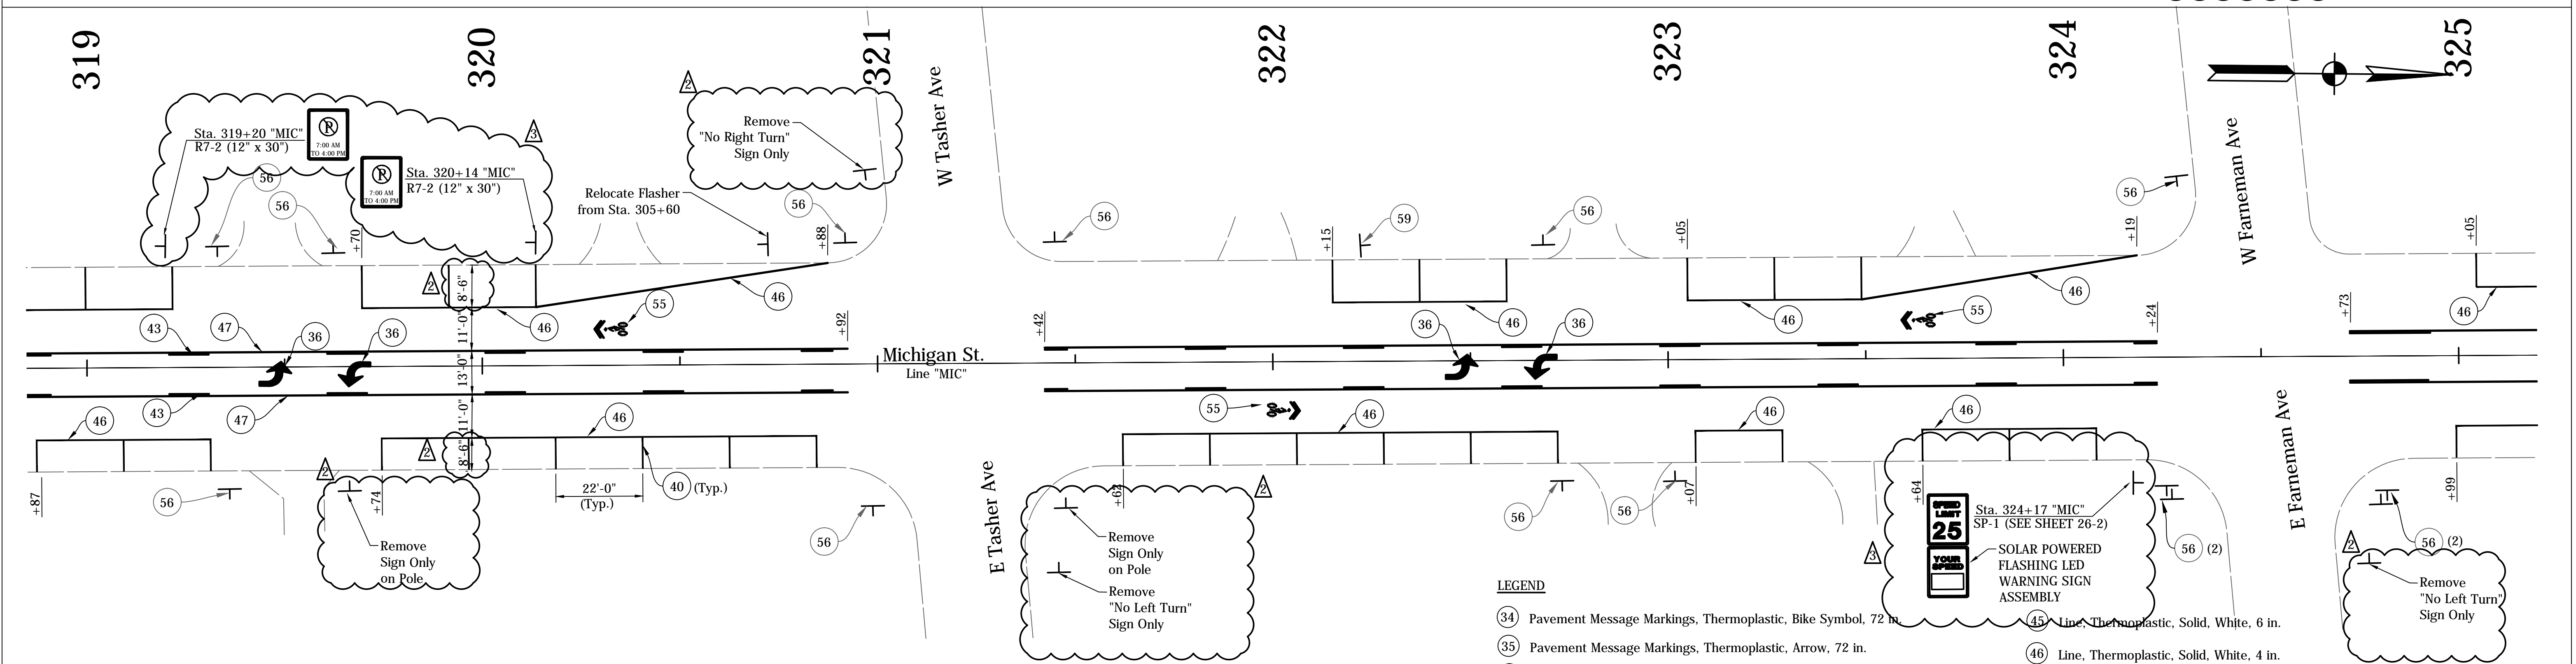 319
320
321
322
323
324
325
W Tasher Ave
W Farneman Ave
E Tasher Ave
E Farneman Ave
2
Remove
"No Right Turn"
Sign Only
3
Sta. 319+20 "MIC"
R7-2 (12" x 30")
P
7:00 AM
TO 4:00 PM
P
7:00 AM
TO 4:00 PM
Sta. 320+14 "MIC"
R7-2 (12" x 30")
Relocate Flasher
from Sta. 305+60
56
56
56
56
59
56
56
+70
+88
+15
+05
+19
+05
2
8'-6"
46
55
46
46
46
55
46
46
43
47
36
36
11'-0"
+92
+42
36
36
+24
+73
Michigan St.
Line "MIC"
13'-0"
43
47
11'-0"
46
46
55
46
46
46
2
8'-6"
2
2
+87
56
+74
22'-0"
(Typ.)
40 (Typ.)
56
+62
56
56
+07
+64
+99
Remove
Sign Only
on Pole
Remove
Sign Only
on Pole
Remove
"No Left Turn"
Sign Only
3
SPEED
LIMIT
25
YOUR
SPEED
Sta. 324+17 "MIC"
SP-1 (SEE SHEET 26-2)
SOLAR POWERED
FLASHING LED
WARNING SIGN
ASSEMBLY
56 (2)
56 (2)
2
Remove
"No Left Turn"
Sign Only
LEGEND
34 Pavement Message Markings, Thermoplastic, Bike Symbol, 72 in.
35 Pavement Message Markings, Thermoplastic, Arrow, 72 in.
45 Line, Thermoplastic, Solid, White, 6 in.
46 Line, Thermoplastic, Solid, White, 4 in.